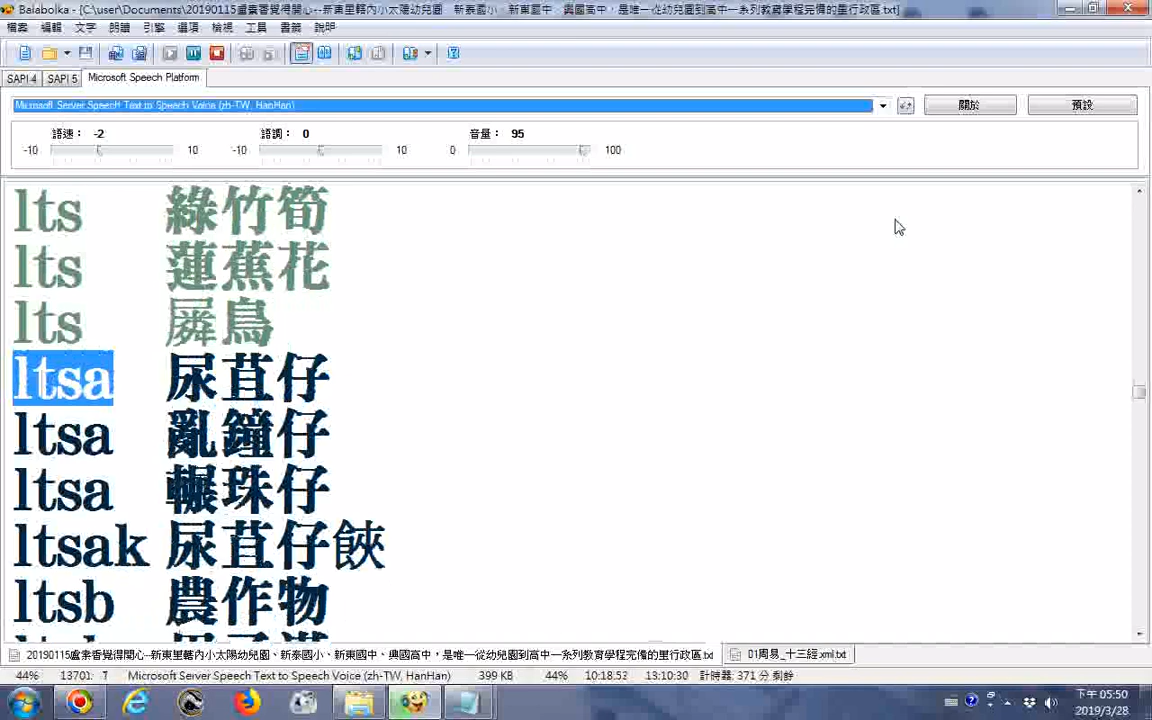 Balabolka - [C:\user\Documents\20190115盧素香覺得開心--新東里轄內小太陽幼兒園、新泰國小、新東國中、興國高中，是唯一從幼兒園到高中一系列教育學程完備的里行政區.txt]
檔案 編輯 文字 朗讀 引擎 選項 檢視 工具 書籤 說明
SAPI 4 SAPI 5 Microsoft Speech Platform
Microsoft Server Speech Text to Speech Voice (zh-TW, HanHan) 關於 預設
語速： -2 語調： 0 音量： 95
-10 10 -10 10 0 100
lts 綠竹筍
lts 蓮蕉花
lts 屘鳥
ltsa 尿苴仔
ltsa 亂鐘仔
ltsa 輾珠仔
ltsak 尿苴仔餄
ltsb 農作物
20190115盧素香覺得開心--新東里轄內小太陽幼兒園、新泰國小、新東國中、興國高中，是唯一從幼兒園到高中一系列教育學程完備的里行政區.txt 01周易_十三經.xml.txt
44% 13701: 7 Microsoft Server Speech Text to Speech Voice (zh-TW, HanHan) 399 KB 44% 10:18:53 13:10:30 計時器: 371 分 剩餘
下午 05:50
2019/3/28